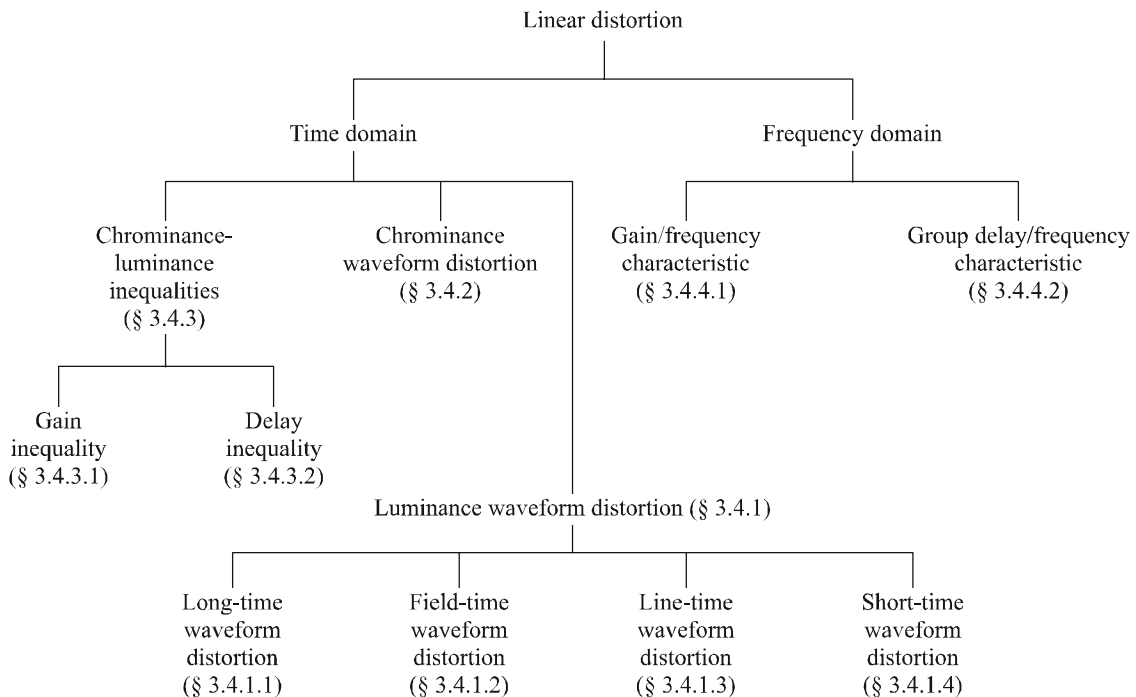 Linear distortion
Time domain
Frequency domain
Chrominance-
luminance
inequalities
(§ 3.4.3)
Chrominance
waveform distortion
(§ 3.4.2)
Gain/frequency
characteristic
(§ 3.4.4.1)
Group delay/frequency
characteristic
(§ 3.4.4.2)
Gain
inequality
(§ 3.4.3.1)
Delay
inequality
(§ 3.4.3.2)
Luminance waveform distortion (§ 3.4.1)
Long-time
waveform
distortion
(§ 3.4.1.1)
Field-time
waveform
distortion
(§ 3.4.1.2)
Line-time
waveform
distortion
(§ 3.4.1.3)
Short-time
waveform
distortion
(§ 3.4.1.4)